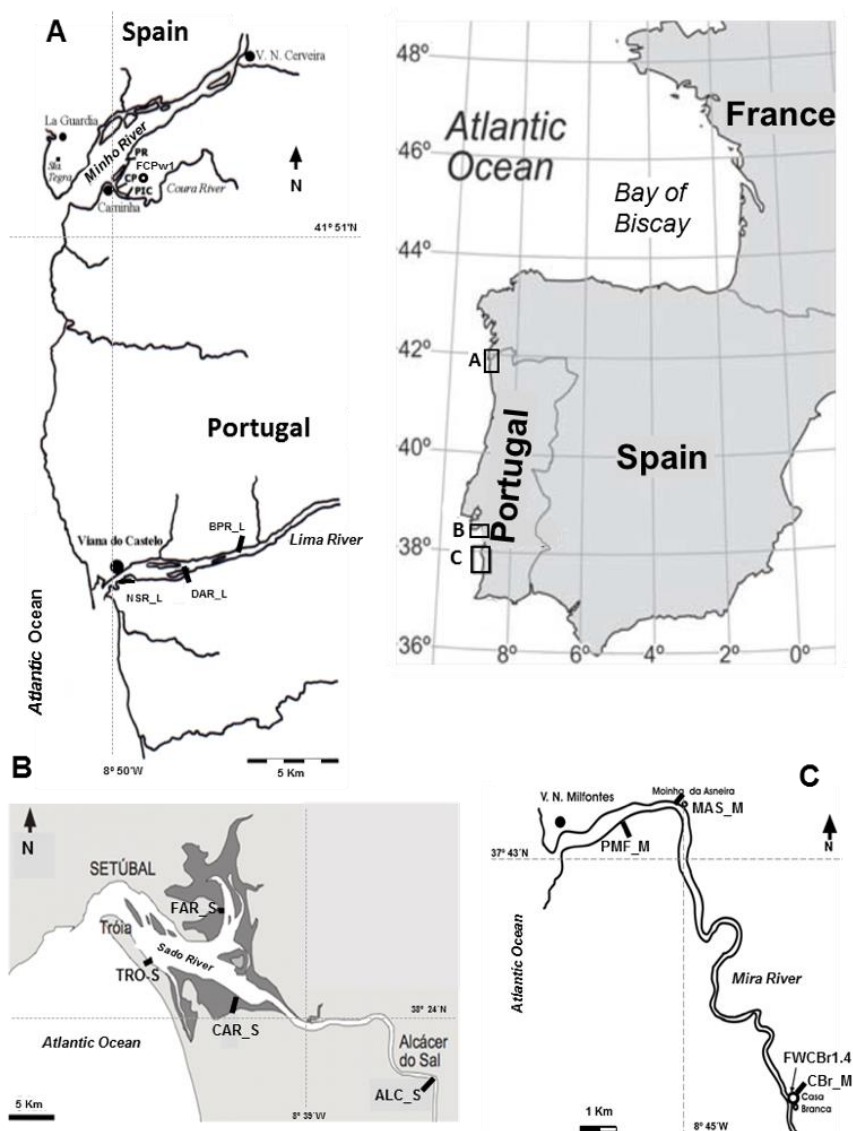 A
Spain
V. N. Cerveira
La Guardia
Sta
Tegra
Minho River
PR
FCPw1
CP
PIC
Caminha
Coura River
N
41º 51'N
Portugal
BPR_L
Lima River
Viana do Castelo
NSR_L
DAR_L
Atlantic Ocean
8º 50´W
5 Km
48º
46º
44º
42º
40º
38º
36º
France
Atlantic
Ocean
Bay of
Biscay
A
Portugal
Spain
B
C
8º
6º
4º
2º
0º
B
N
SETÚBAL
FAR_S
Tróia
Sado River
TRO-S
CAR_S
38º 24´N
Atlantic Ocean
Alcácer
do Sal
ALC_S
5 Km
8º 39´W
C
V. N. Milfontes
Moinho da Asneira
MAS_M
PMF_M
N
37º 43´N
Atlantic Ocean
Mira River
FWCBr1.4
CBr_M
Casa
Branca
1 Km
8º 45´W